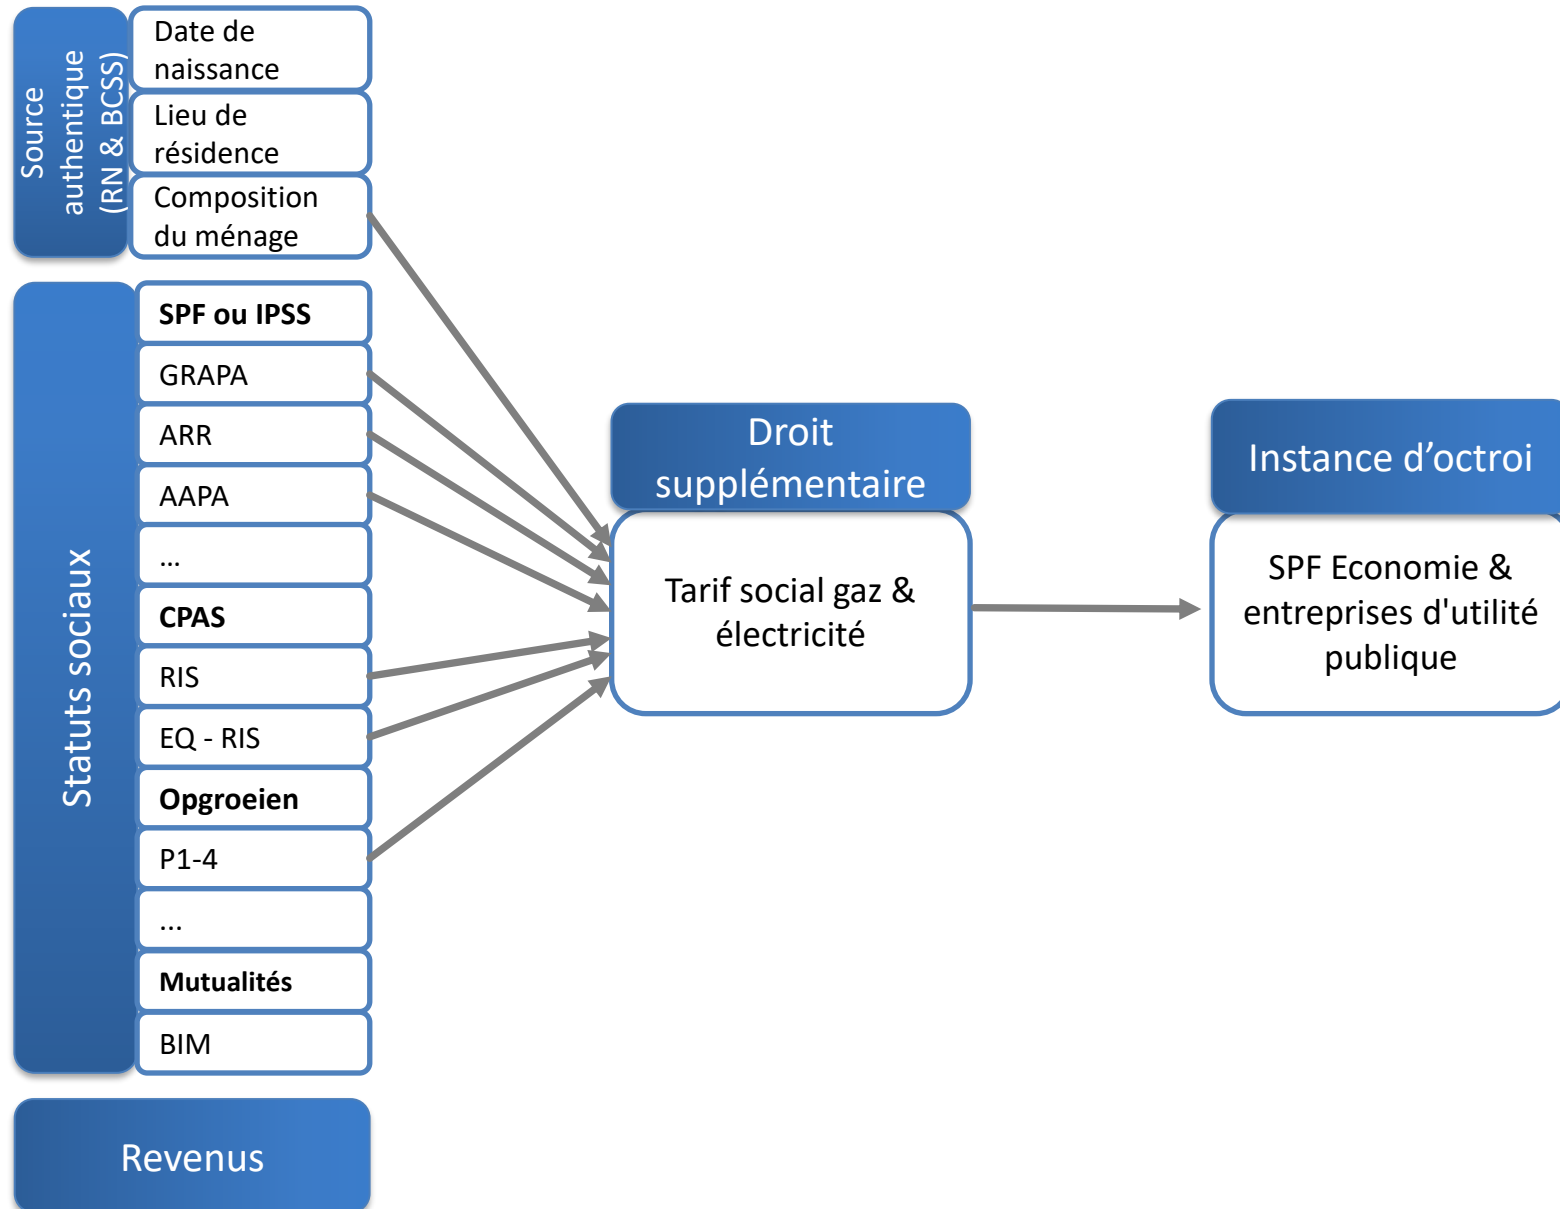 Source
authentique
(RN & BCSS)
Date de
naissance
Lieu de
résidence
Composition
du ménage
Statuts sociaux
SPF ou IPSS
GRAPA
ARR
AAPA
...
CPAS
RIS
EQ - RIS
Opgroeien
P1-4
...
Mutualités
BIM
Revenus
Droit
supplémentaire
Tarif social gaz &
électricité
Instance d’octroi
SPF Economie &
entreprises d'utilité
publique